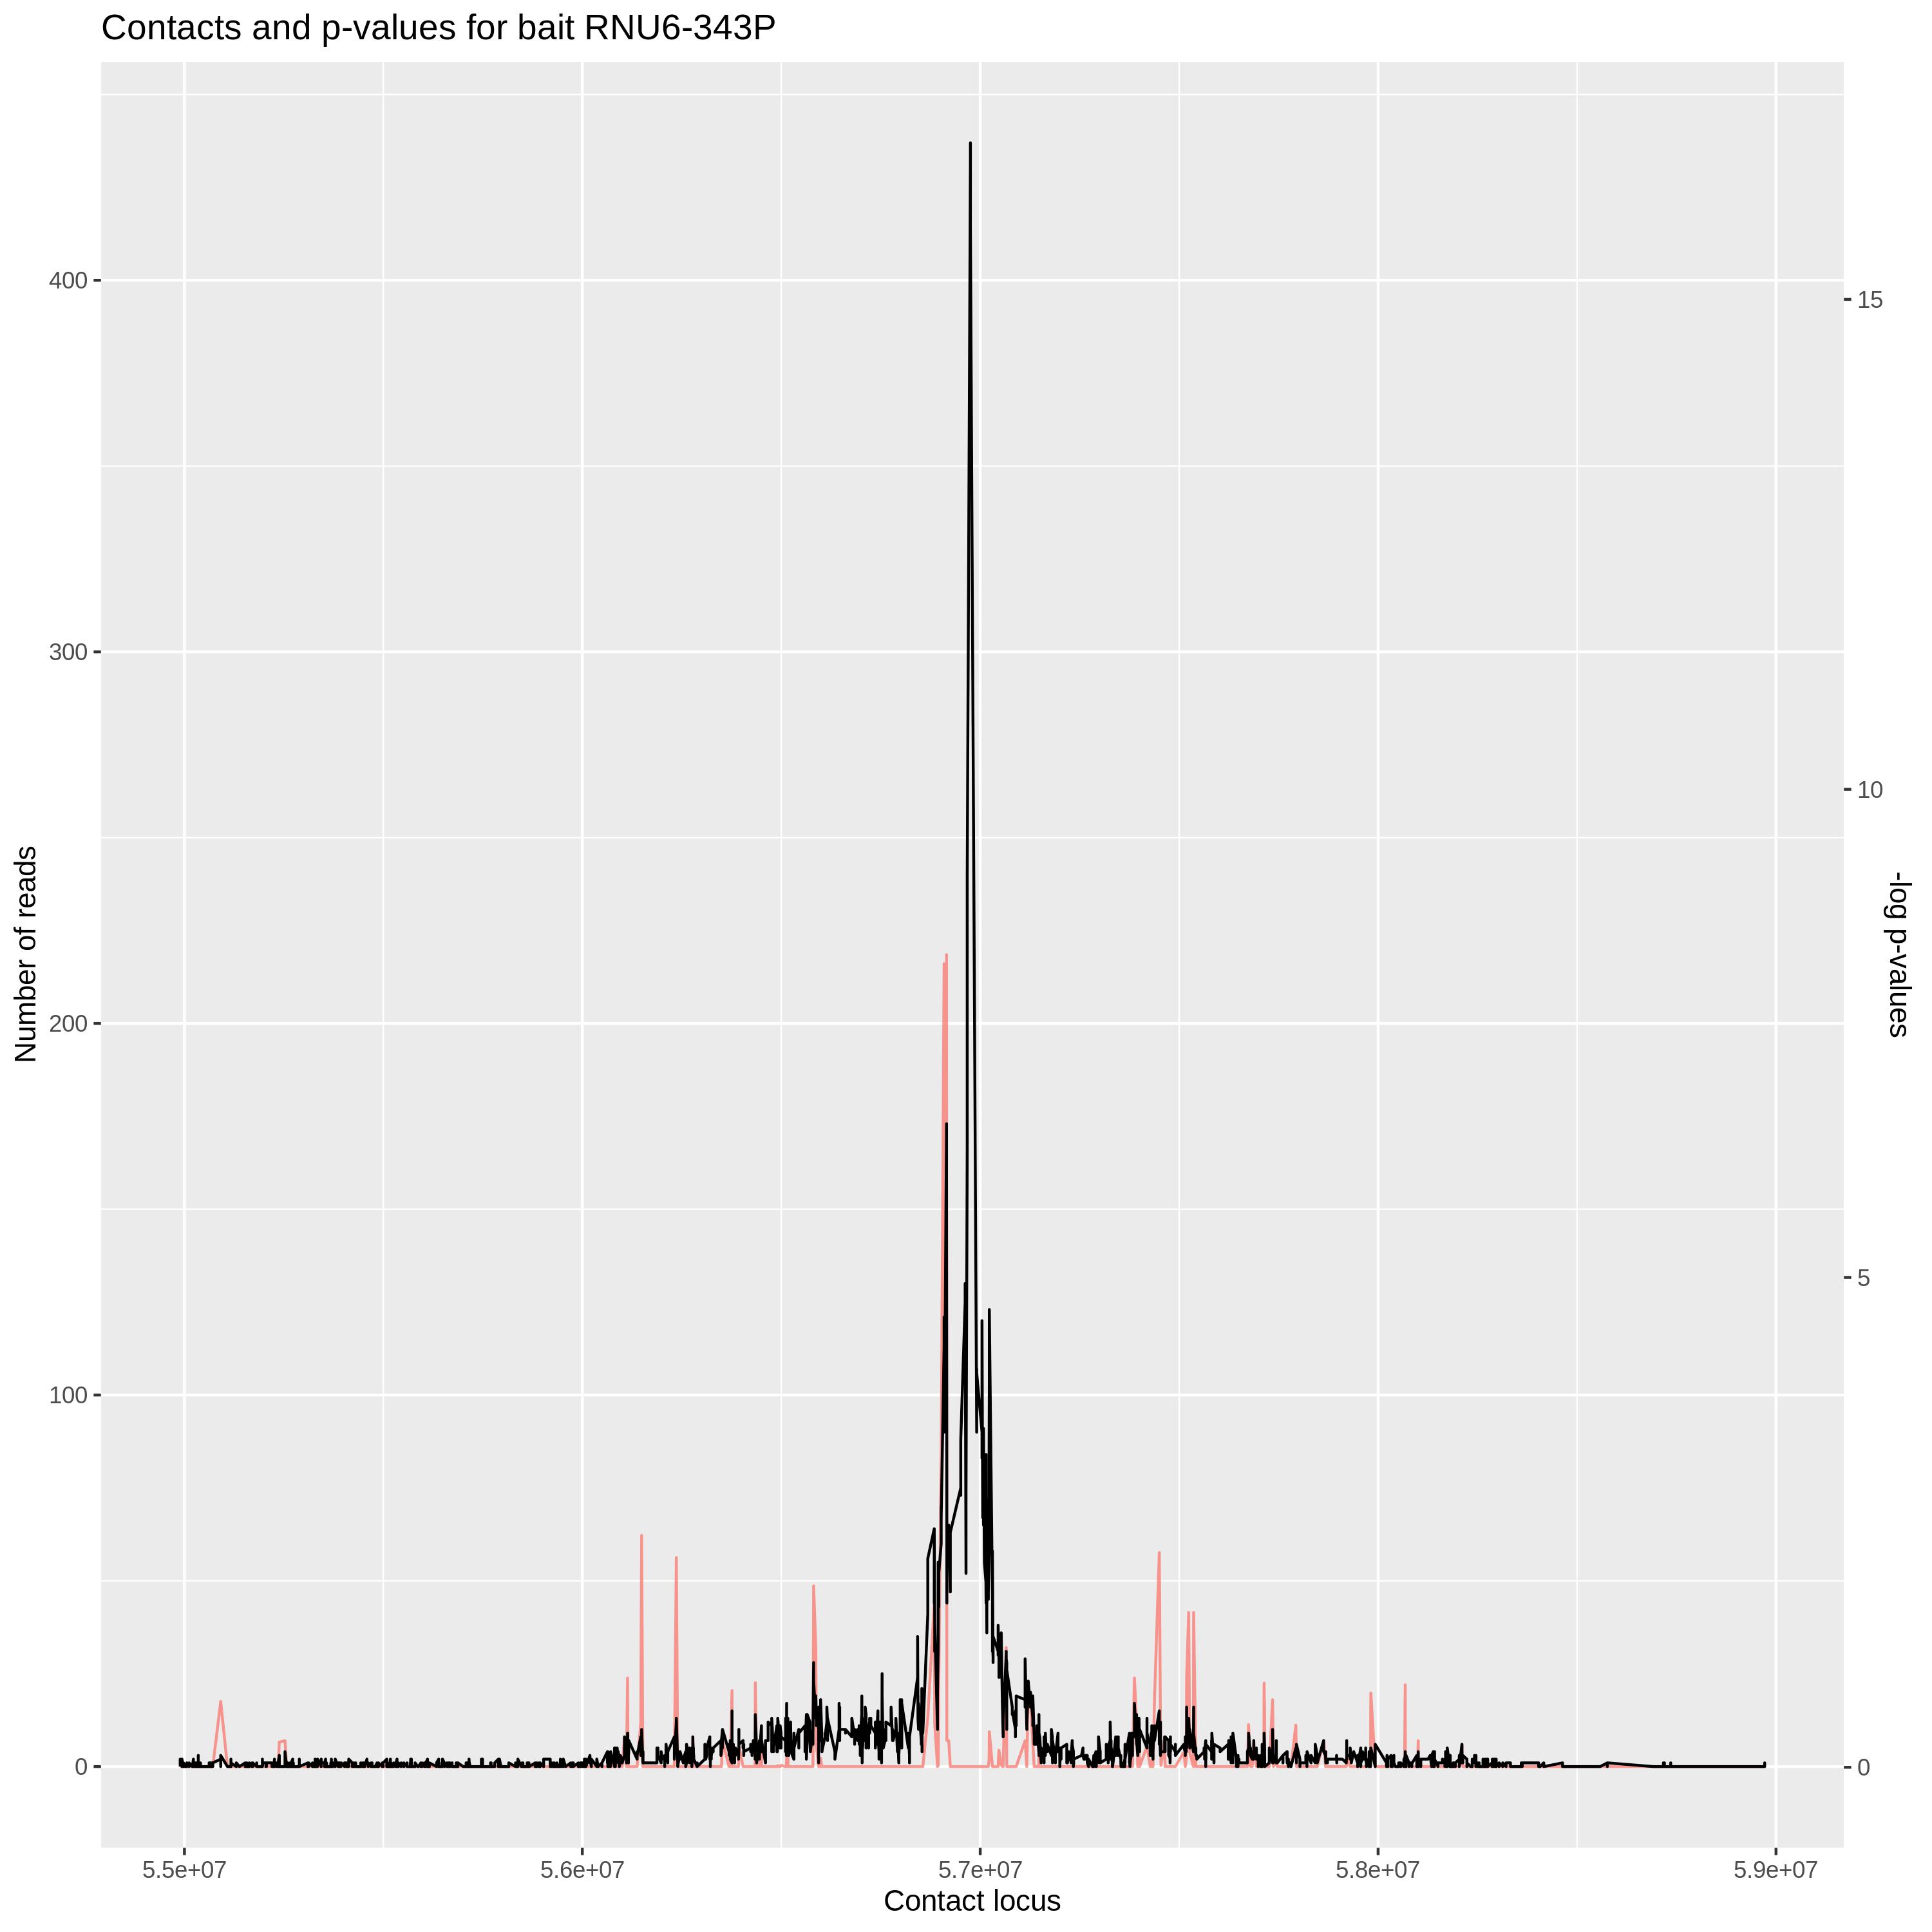 Contacts and p-values for bait RNU6-343P
400
300
200
100
0
Number of reads
15
10
5
0
-log p-values
5.5e+07
5.6e+07
5.7e+07
5.8e+07
5.9e+07
Contact locus